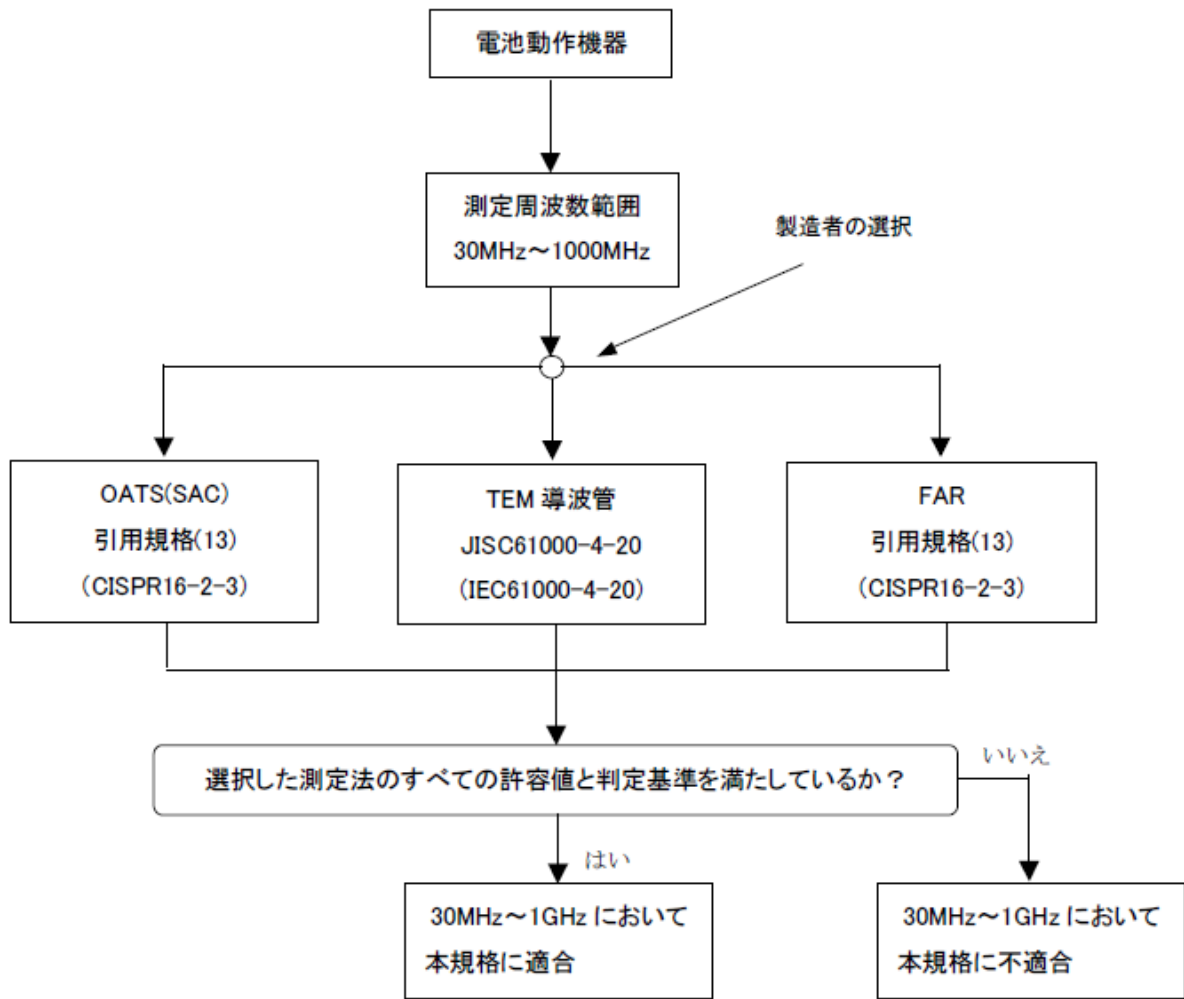 電池動作機器
測定周波数範囲
30MHz～1000MHz
製造者の選択
OATS(SAC)
引用規格(13)
(CISPR16-2-3)
TEM 導波管
JISC61000-4-20
(IEC61000-4-20)
FAR
引用規格(13)
(CISPR16-2-3)
選択した測定法のすべての許容値と判定基準を満たしているか？
いいえ
はい
30MHz～1GHz において
本規格に適合
30MHz～1GHz において
本規格に不適合